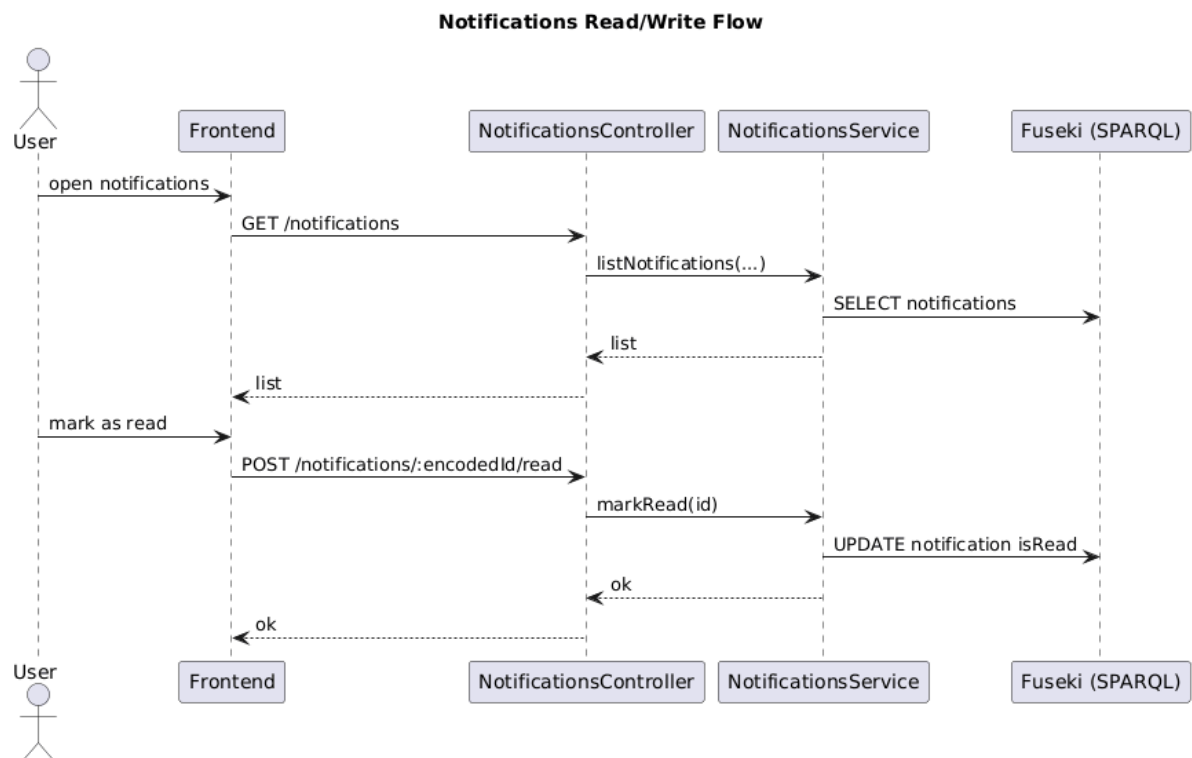 Notifications Read/Write Flow
User
Frontend
NotificationsController
NotificationsService
Fuseki (SPARQL)
open notifications
GET /notifications
listNotifications(...)
SELECT notifications
list
list
mark as read
POST /notifications/:encodedId/read
markRead(id)
UPDATE notification isRead
ok
ok
User
Frontend
NotificationsController
NotificationsService
Fuseki (SPARQL)